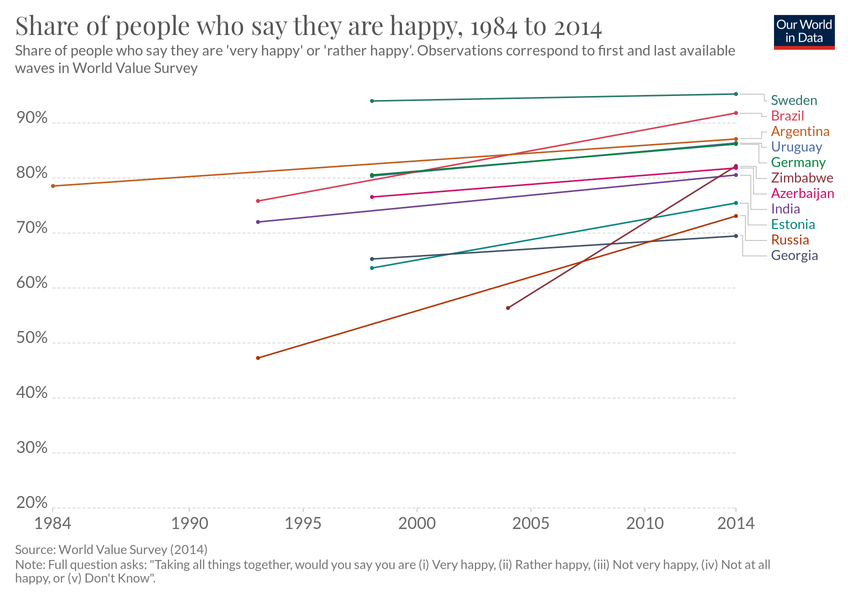 Share of people who say they are happy, 1984 to 2014
Our World
in Data
Share of people who say they are 'very happy' or 'rather happy'. Observations correspond to first and last available
waves in World Value Survey
90%
80%
70%
60%
50%
40%
30%
20%
Sweden
Brazil
Argentina
Uruguay
Germany
Zimbabwe
Azerbaijan
India
Estonia
Russia
Georgia
1984 1990 1995 2000 2005 2010 2014
Source: World Value Survey (2014)
Note: Full question asks: "Taking all things together, would you say you are (i) Very happy, (ii) Rather happy, (iii) Not very happy, (iv) Not at all
happy, or (v) Don't Know".